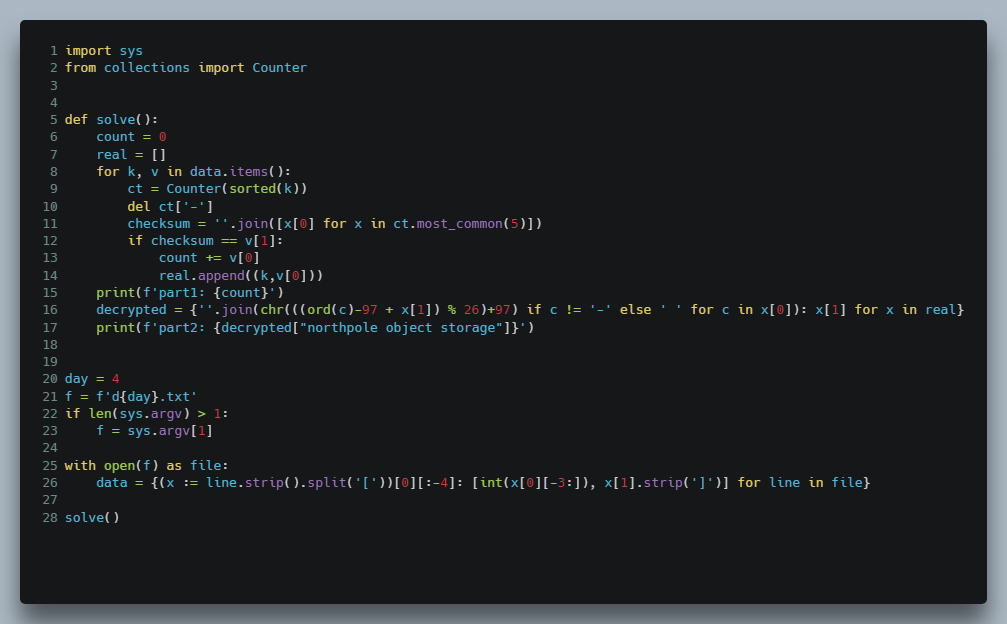 1 import sys
2 from collections import Counter
3
4
5 def solve():
6     count = 0
7     real = []
8     for k, v in data.items():
9         ct = Counter(sorted(k))
10         del ct['-']
11         checksum = ''.join([x[0] for x in ct.most_common(5)])
12         if checksum == v[1]:
13             count += v[0]
14             real.append((k,v[0]))
15     print(f'part1: {count}')
16     decrypted = {''.join(chr(((ord(c)-97 + x[1]) % 26)+97) if c != '-' else ' ' for c in x[0]): x[1] for x in real}
17     print(f'part2: {decrypted["northpole object storage"]}')
18
19
20 day = 4
21 f = f'd{day}.txt'
22 if len(sys.argv) > 1:
23     f = sys.argv[1]
24
25 with open(f) as file:
26     data = {(x := line.strip().split('['))[0][:-4]: [int(x[0][-3:]), x[1].strip(']')] for line in file}
27
28 solve()